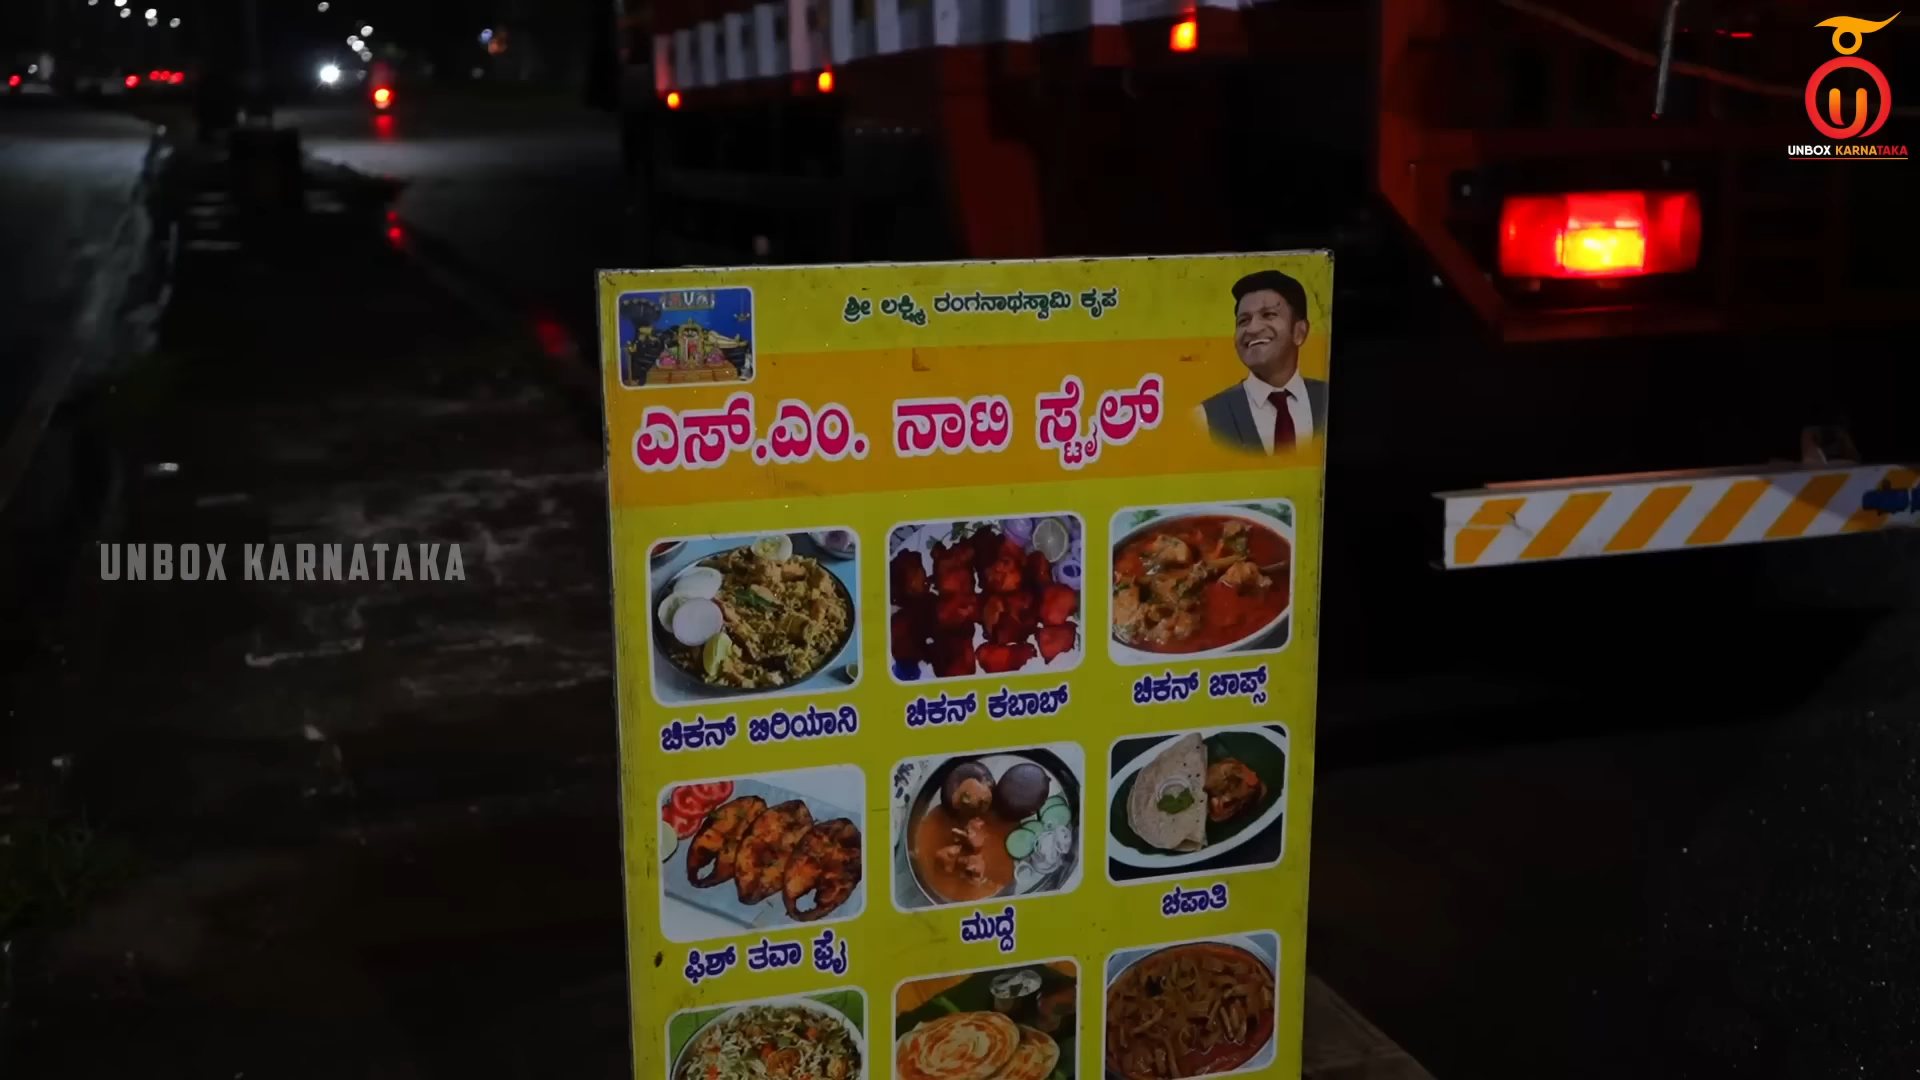 UNBOX KARNATAKA
ಶ್ರೀ ಲಕ್ಷ್ಮಿ ರಂಗನಾಥಸ್ವಾಮಿ ಕೃಪ
ಎಸ್.ಎಂ. ನಾಟಿ ಸ್ಟೈಲ್
UNBOX KARNATAKA
ಚಿಕನ್ ಬಿರಿಯಾನಿ
ಚಿಕನ್ ಕಬಾಬ್
ಚಿಕನ್ ಚಾಪ್ಸ್
ಫಿಶ್ ತವಾ ಫ್ರೈ
ಮುದ್ದೆ
ಚಪಾತಿ